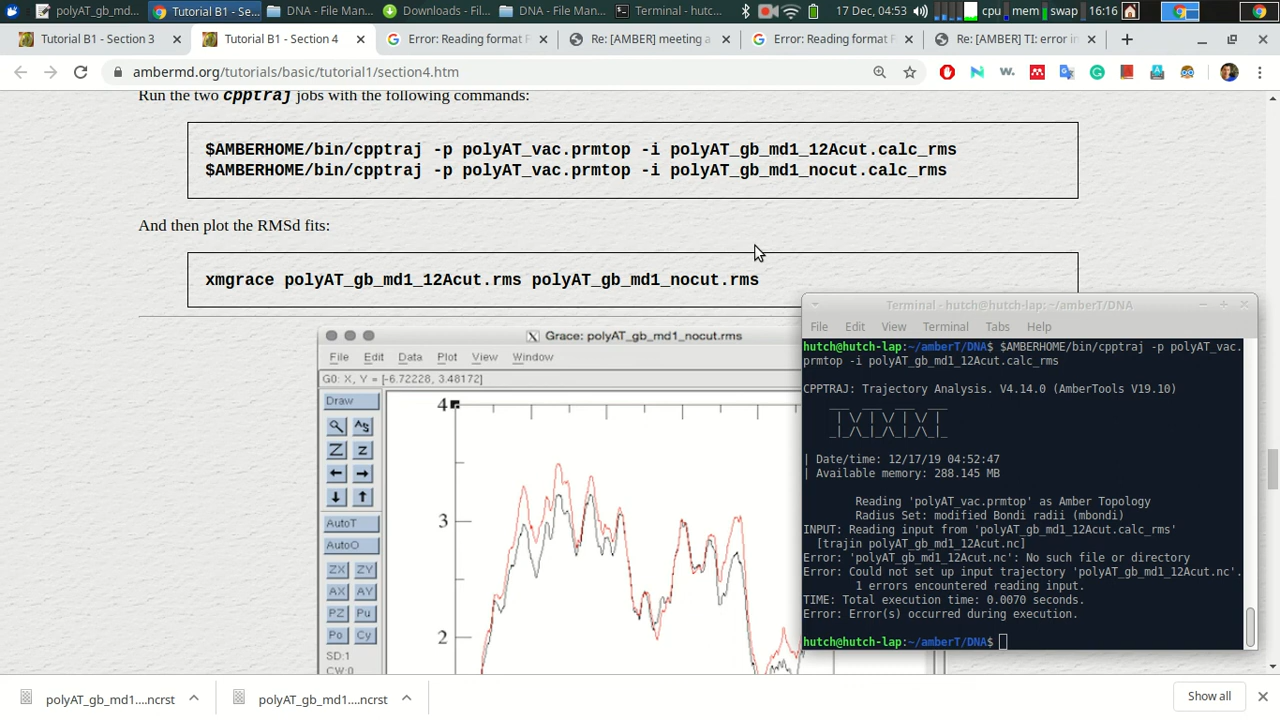 polyAT_gb_md...
Tutorial B1 - Se...
DNA - File Man...
Downloads - Fil...
DNA - File Man...
Terminal - hutc...
17 Dec, 04:53
cpu
mem
swap
16:16
Tutorial B1 - Section 3
Tutorial B1 - Section 4
Error: Reading format F
Re: [AMBER] meeting a
Error: Reading format F
Re: [AMBER] TI: error in
ambermd.org/tutorials/basic/tutorial1/section4.htm
Run the two cpptraj jobs with the following commands:
$AMBERHOME/bin/cpptraj -p polyAT_vac.prmtop -i polyAT_gb_md1_12Acut.calc_rms
$AMBERHOME/bin/cpptraj -p polyAT_vac.prmtop -i polyAT_gb_md1_nocut.calc_rms
And then plot the RMSd fits:
xmgrace polyAT_gb_md1_12Acut.rms polyAT_gb_md1_nocut.rms
Grace: polyAT_gb_md1_nocut.rms
File Edit Data Plot View Window
G0: X, Y = [-6.72228, 3.48172]
Draw
AS
Z z
AutoT
AutoO
ZX ZY
AX AY
PZ Pu
Po Cy
SD:1
CW:0
4
3
2
Terminal - hutch@hutch-lap: ~/amberT/DNA
File Edit View Terminal Tabs Help
hutch@hutch-lap:~/amberT/DNA$ $AMBERHOME/bin/cpptraj -p polyAT_vac.
prmtop -i polyAT_gb_md1_12Acut.calc_rms
CPPTRAJ: Trajectory Analysis. V4.14.0 (AmberTools V19.10)
___ ___ ___ ___
| \/ | \/ | \/ |
_|_/\_|_/\_|_/\_|_
| Date/time: 12/17/19 04:52:47
| Available memory: 288.145 MB
Reading 'polyAT_vac.prmtop' as Amber Topology
Radius Set: modified Bondi radii (mbondi)
INPUT: Reading input from 'polyAT_gb_md1_12Acut.calc_rms'
[trajin polyAT_gb_md1_12Acut.nc]
Error: 'polyAT_gb_md1_12Acut.nc': No such file or directory
Error: Could not set up input trajectory 'polyAT_gb_md1_12Acut.nc'.
1 errors encountered reading input.
TIME: Total execution time: 0.0070 seconds.
Error: Error(s) occurred during execution.
hutch@hutch-lap:~/amberT/DNA$
polyAT_gb_md1....ncrst
polyAT_gb_md1....ncrst
Show all